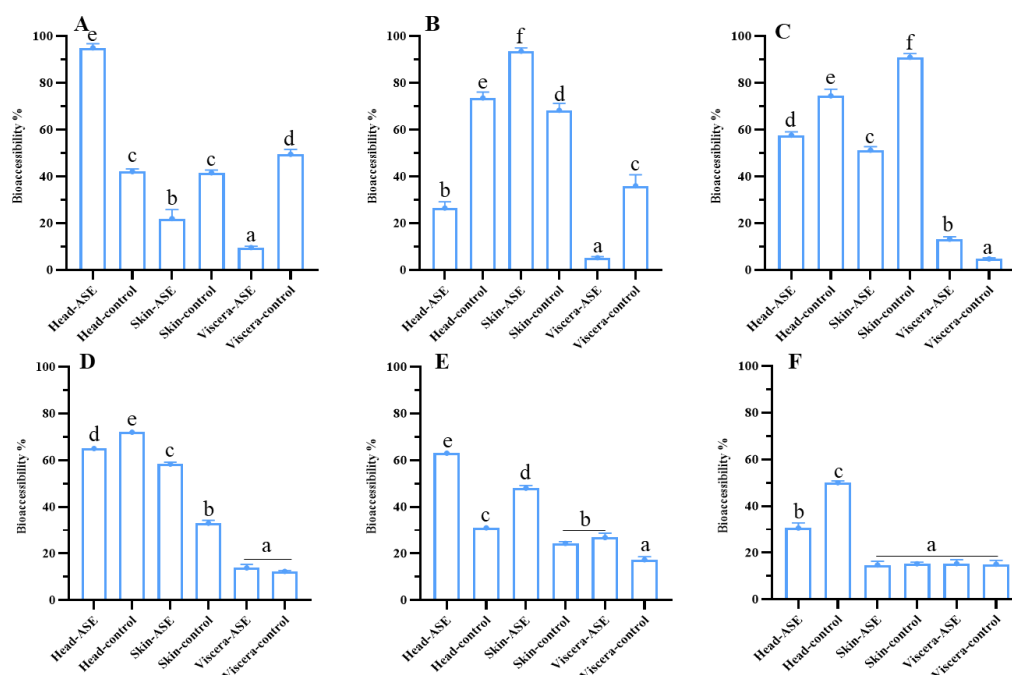 A
Bioaccessibility %
100
80
60
40
20
0
e
c
b
c
a
d
Head-ASE
Head-control
Skin-ASE
Skin-control
Viscera-ASE
Viscera-control
B
Bioaccessibility %
100
80
60
40
20
0
b
e
f
d
a
c
Head-ASE
Head-control
Skin-ASE
Skin-control
Viscera-ASE
Viscera-control
C
Bioaccessibility %
100
80
60
40
20
0
d
e
c
f
b
a
Head-ASE
Head-control
Skin-ASE
Skin-control
Viscera-ASE
Viscera-control
D
Bioaccessibility %
100
80
60
40
20
0
d
e
c
b
a
Head-ASE
Head-control
Skin-ASE
Skin-control
Viscera-ASE
Viscera-control
E
Bioaccessibility %
100
80
60
40
20
0
e
c
d
b
a
Head-ASE
Head-control
Skin-ASE
Skin-control
Viscera-ASE
Viscera-control
F
Bioaccessibility %
100
80
60
40
20
0
b
c
a
Head-ASE
Head-control
Skin-ASE
Skin-control
Viscera-ASE
Viscera-control